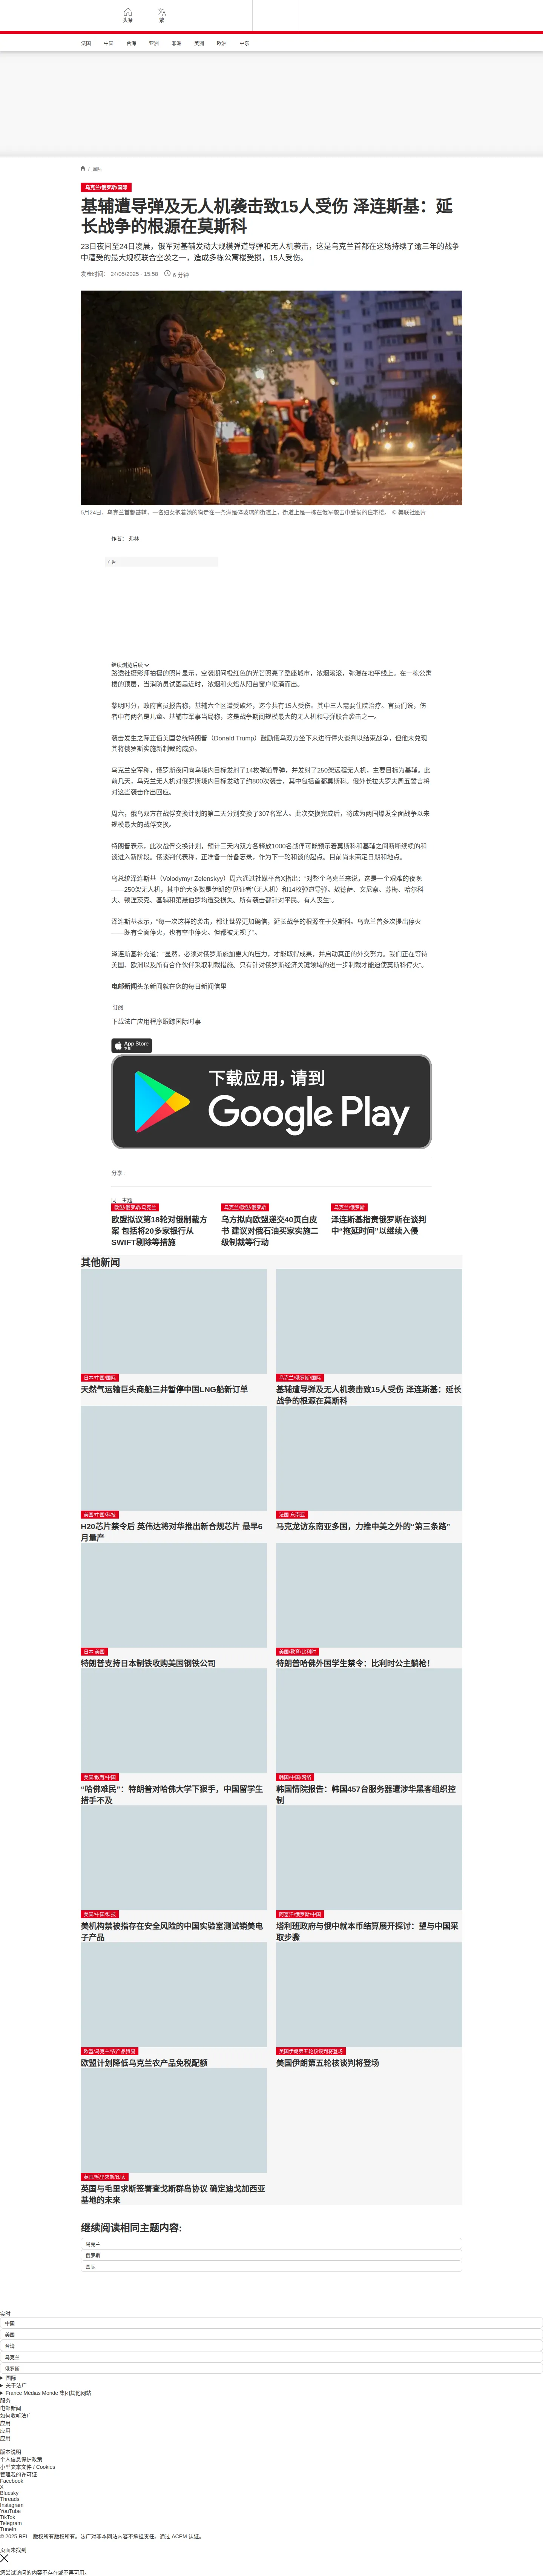 头条
繁
法国
中国
台海
亚洲
非洲
美洲
欧洲
中东
/ 国际
乌克兰/俄罗斯/国际
基辅遭导弹及无人机袭击致15人受伤 泽连斯基：延
长战争的根源在莫斯科
23日夜间至24日凌晨，俄军对基辅发动大规模弹道导弹和无人机袭击，这是乌克兰首都在这场持续了逾三年的战争
中遭受的最大规模联合空袭之一，造成多栋公寓楼受损，15人受伤。
发表时间： 24/05/2025 - 15:58
6 分钟
5月24日，乌克兰首都基辅，一名妇女抱着她的狗走在一条满是碎玻璃的街道上，街道上是一栋在俄军袭击中受损的住宅楼。 © 美联社图片
作者： 弗林
广告
继续浏览后续
路透社摄影师拍摄的照片显示，空袭期间橙红色的光芒照亮了整座城市，浓烟滚滚，弥漫在地平线上。在一栋公寓
楼的顶层，当消防员试图靠近时，浓烟和火焰从阳台窗户喷涌而出。
黎明时分，政府官员报告称，基辅六个区遭受破坏，迄今共有15人受伤。其中三人需要住院治疗。官员们说，伤
者中有两名是儿童。基辅市军事当局称，这是战争期间规模最大的无人机和导弹联合袭击之一。
袭击发生之际正值美国总统特朗普（Donald Trump）鼓励俄乌双方坐下来进行停火谈判以结束战争，但他未兑现
其将俄罗斯实施新制裁的威胁。
乌克兰空军称，俄罗斯夜间向乌境内目标发射了14枚弹道导弹，并发射了250架远程无人机，主要目标为基辅。此
前几天，乌克兰无人机对俄罗斯境内目标发动了约800次袭击，其中包括首都莫斯科。俄外长拉夫罗夫周五誓言将
对这些袭击作出回应。
周六，俄乌双方在战俘交换计划的第二天分别交换了307名军人。此次交换完成后，将成为两国爆发全面战争以来
规模最大的战俘交换。
特朗普表示，此次战俘交换计划，预计三天内双方各释放1000名战俘可能预示着莫斯科和基辅之间新断续续的和
谈进入新阶段。俄谈判代表称，正准备一份备忘录，作为下一轮和谈的起点。目前尚未商定日期和地点。
乌总统泽连斯基（Volodymyr Zelenskyy）周六通过社媒平台X指出：“对整个乌克兰来说，这是一个艰难的夜晚
——250架无人机，其中绝大多数是伊朗的‘见证者’（无人机）和14枚弹道导弹。敖德萨、文尼察、苏梅、哈尔科
夫、顿涅茨克、基辅和第聂伯罗均遭受损失。所有袭击都针对平民。有人丧生”。
泽连斯基表示，“每一次这样的袭击，都让世界更加确信，延长战争的根源在于莫斯科。乌克兰曾多次提出停火
——既有全面停火，也有空中停火。但都被无视了”。
泽连斯基补充道：“显然，必须对俄罗斯施加更大的压力，才能取得成果，并启动真正的外交努力。我们正在等待
美国、欧洲以及所有合作伙伴采取制裁措施。只有针对俄罗斯经济关键领域的进一步制裁才能迫使莫斯科停火”。
电邮新闻头条新闻就在您的每日新闻信里
订阅
下载法广应用程序跟踪国际时事
App Store
下载
下载应用，请到
Google Play
分享 :
同一主题
欧盟/俄罗斯/乌克兰
欧盟拟议第18轮对俄制裁方
案 包括将20多家银行从
SWIFT剔除等措施
乌克兰/欧盟/俄罗斯
乌方拟向欧盟递交40页白皮
书 建议对俄石油买家实施二
级制裁等行动
乌克兰/俄罗斯
泽连斯基指责俄罗斯在谈判
中“拖延时间”以继续入侵
其他新闻
日本/中国/国际
天然气运输巨头商船三井暂停中国LNG船新订单
乌克兰/俄罗斯/国际
基辅遭导弹及无人机袭击致15人受伤 泽连斯基：延长
战争的根源在莫斯科
美国/中国/科技
H20芯片禁令后 英伟达将对华推出新合规芯片 最早6
月量产
法国 东南亚
马克龙访东南亚多国，力推中美之外的“第三条路”
日本 美国
特朗普支持日本制铁收购美国钢铁公司
美国/教育/比利时
特朗普哈佛外国学生禁令：比利时公主躺枪！
美国/教育/中国
“哈佛难民”：特朗普对哈佛大学下狠手，中国留学生
措手不及
韩国/中国/网络
韩国情院报告：韩国457台服务器遭涉华黑客组织控
制
美国/中国/科技
美机构禁被指存在安全风险的中国实验室测试销美电
子产品
阿富汗/俄罗斯/中国
塔利班政府与俄中就本币结算展开探讨：望与中国采
取步骤
欧盟/乌克兰/农产品贸易
欧盟计划降低乌克兰农产品免税配额
美国伊朗第五轮核谈判将登场
美国伊朗第五轮核谈判将登场
英国/毛里求斯/印太
英国与毛里求斯签署查戈斯群岛协议 确定迪戈加西亚
基地的未来
继续阅读相同主题内容:
乌克兰
俄罗斯
国际
实时
中国
美国
台湾
乌克兰
俄罗斯
国际
关于法广
France Médias Monde 集团其他网站
服务
电邮新闻
如何收听法广
应用
应用
应用
版本说明
个人信息保护政策
小型文本文件 / Cookies
管理我的许可证
Facebook
X
Bluesky
Threads
Instagram
YouTube
TikTok
Telegram
TuneIn
© 2025 RFI – 版权所有版权所有。法广对非本网站内容不承担责任。通过 ACPM 认证。
页面未找到
您尝试访问的内容不存在或不再可用。